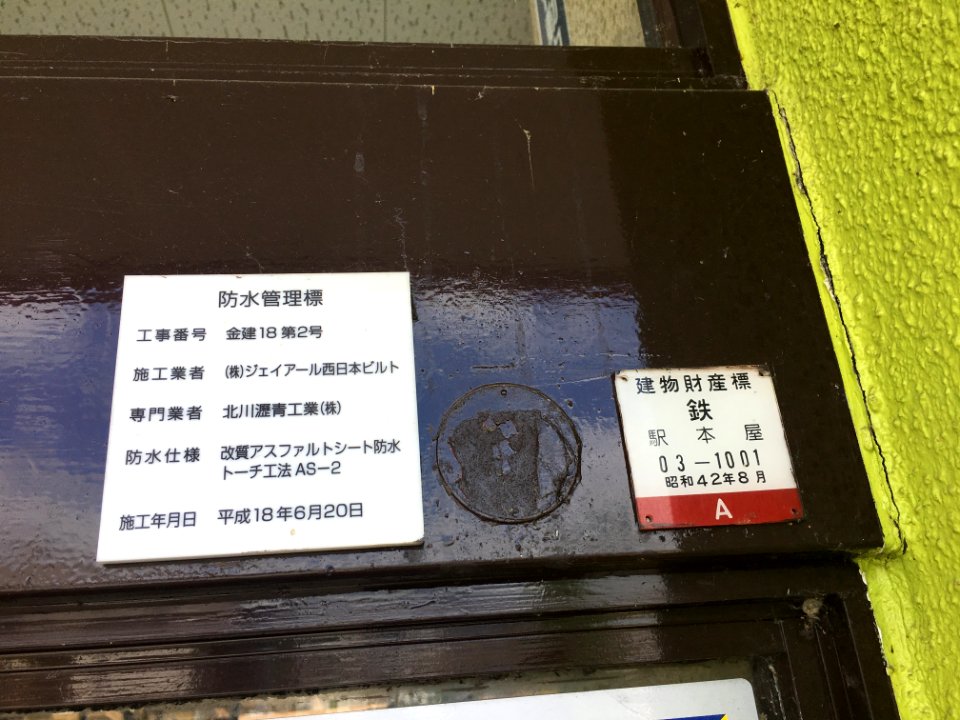 防水管理標
工事番号 金建18第2号
施工業者 (株)ジェイアール西日本ビルト
専門業者 北川瀝青工業(株)
防水仕様 改質アスファルトシート防水
トーチ工法 AS-2
施工年月日 平成18年6月20日
建物財産標
鉄
駅本屋
03-1001
昭和42年8月
A